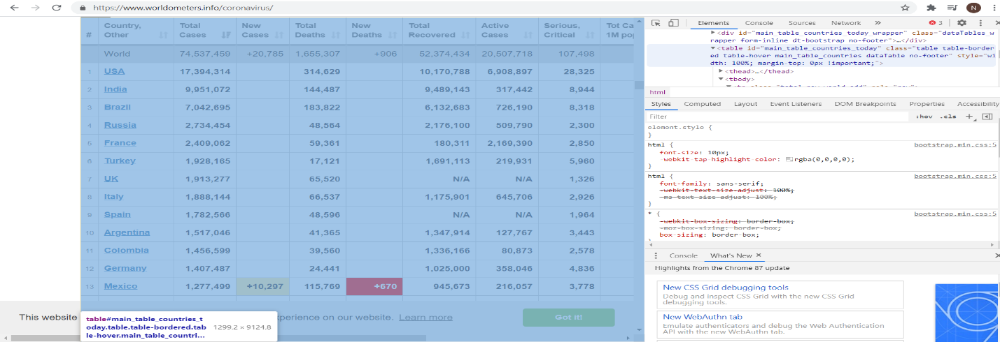 https://www.worldometers.info/coronavirus/
N
# Country, Other Total Cases New Cases Total Deaths New Deaths Total Recovered Active Cases Serious, Critical Tot Ca 1M pop
World 74,537,459 +20,785 1,655,307 +906 52,374,434 20,507,718 107,498
1 USA 17,394,314 314,629 10,170,788 6,908,897 28,325
2 India 9,951,072 144,487 9,489,143 317,442 8,944
3 Brazil 7,042,695 183,822 6,132,683 726,190 8,318
4 Russia 2,734,454 48,564 2,176,100 509,790 2,300
5 France 2,409,062 59,361 180,311 2,169,390 2,850
6 Turkey 1,928,165 17,121 1,691,113 219,931 5,960
7 UK 1,913,277 65,520 N/A N/A 1,326
8 Italy 1,888,144 66,537 1,175,901 645,706 2,926
9 Spain 1,782,566 48,596 N/A N/A 1,964
10 Argentina 1,517,046 41,365 1,347,914 127,767 3,443
11 Colombia 1,456,599 39,560 1,336,166 80,873 2,578
12 Germany 1,407,487 24,441 1,025,000 358,046 4,836
13 Mexico 1,277,499 +10,297 115,769 +670 945,673 216,057 3,778
This website
xperience on our website. Learn more
Got it!
table#main_table_countries_t
oday.table.table-bordered.tab
le-hover.main_table_countri...
1299.2 × 9124.8
Elements Console Sources Network » 3
<div id="main_table_countries_today_wrapper" class="dataTables_w
rapper form-inline dt-bootstrap no-footer">…</div>
<table id="main_table_countries_today" class="table table-border
ed table-hover main_table_countries dataTable no-footer" style="wi
dth: 100%; margin-top: 0px !important;">
<thead>…</thead>
<tbody>
html
Styles Computed Layout Event Listeners DOM Breakpoints Properties Accessibility
Filter :hov .cls +
element.style {
}
html { bootstrap.min.css:5
font-size: 10px;
-webkit-tap-highlight-color: rgba(0,0,0,0);
}
html { bootstrap.min.css:5
font-family: sans-serif;
-webkit-text-size-adjust: 100%;
-ms-text-size-adjust: 100%;
}
* { bootstrap.min.css:5
-webkit-box-sizing: border-box;
-moz-box-sizing: border-box;
box-sizing: border-box;
Console What's New ×
Highlights from the Chrome 87 update
New CSS Grid debugging tools
Debug and inspect CSS Grid with the new CSS Grid
debugging tools.
New WebAuthn tab
Emulate authenticators and debug the Web Authentication
API with the new WebAuthn tab.